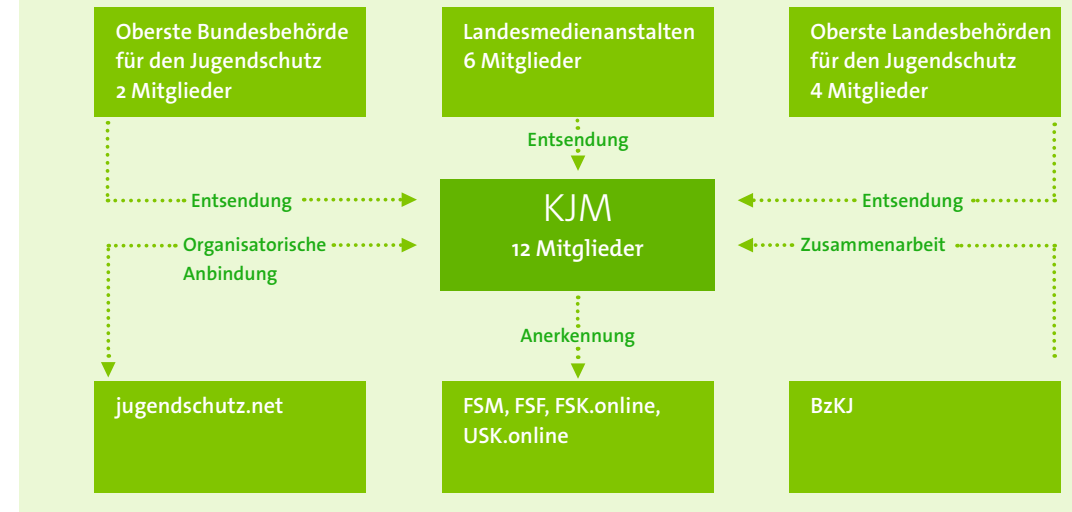 Oberste Bundesbehörde
für den Jugendschutz
2 Mitglieder
Landesmedienanstalten
6 Mitglieder
Oberste Landesbehörden
für den Jugendschutz
4 Mitglieder
Entsendung
Entsendung
KJM
12 Mitglieder
Entsendung
Organisatorische
Anbindung
Zusammenarbeit
Anerkennung
jugendschutz.net
FSM, FSF, FSK.online,
USK.online
BzKJ